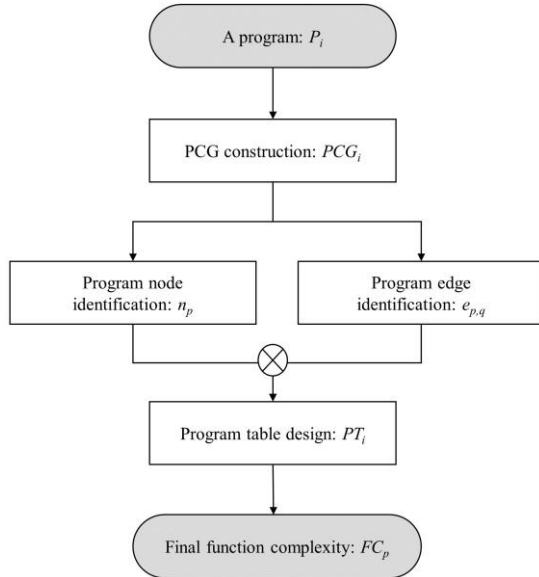 A program: P_i
PCG construction: PCG_i
Program node
identification: n_p
Program edge
identification: e_{p,q}
Program table design: PT_i
Final function complexity: FC_p